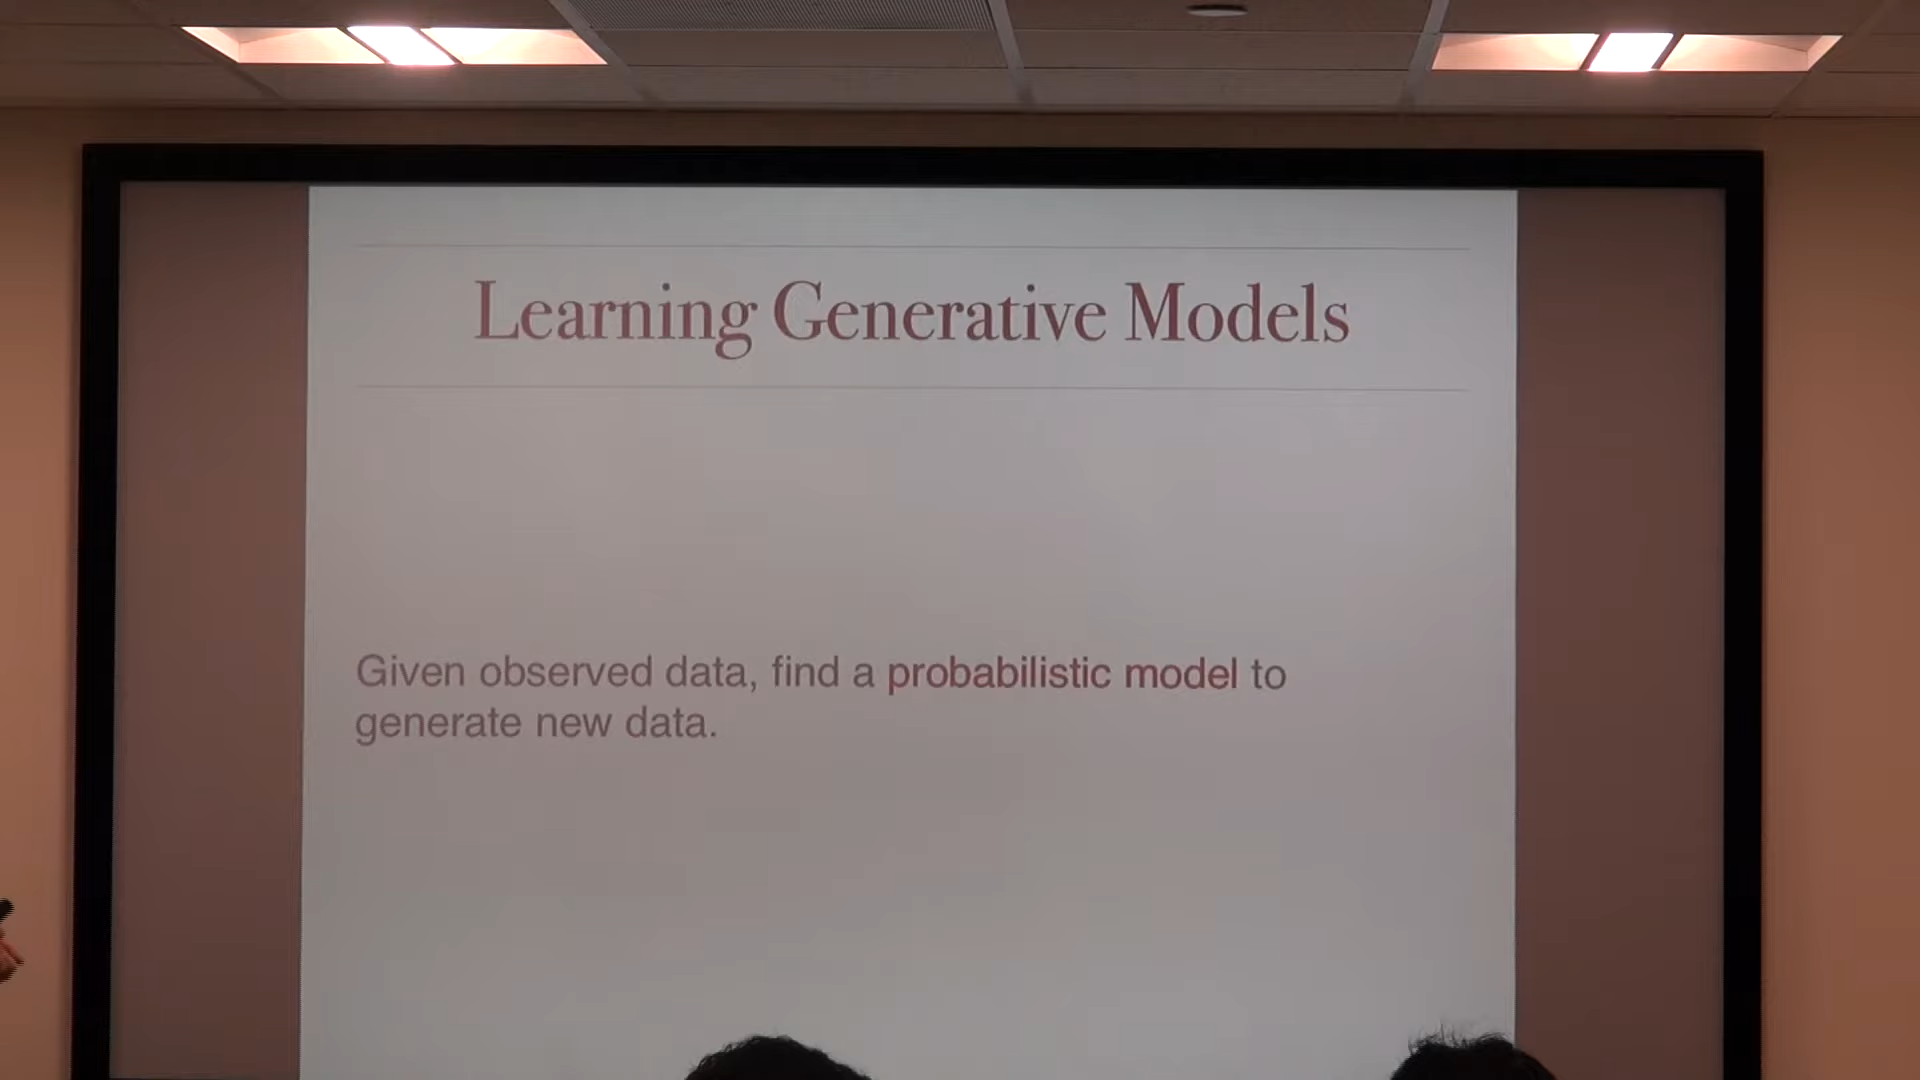 Learning Generative Models
Given observed data, find a probabilistic model to
generate new data.